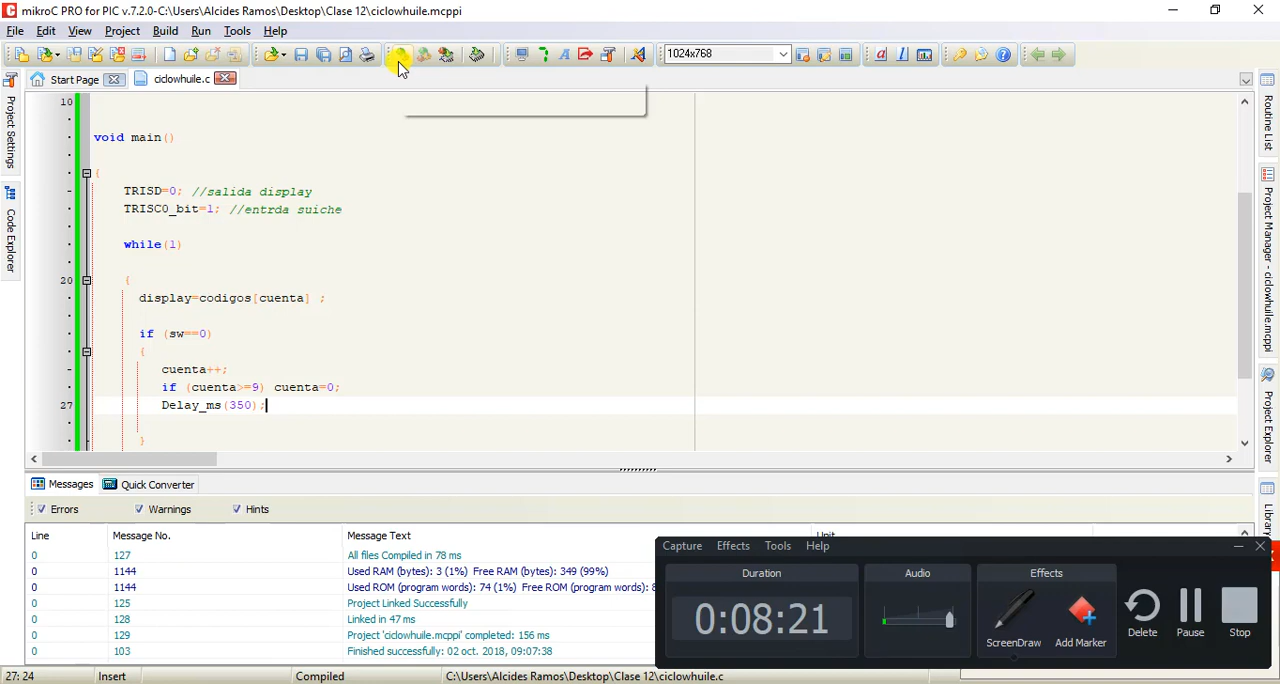 mikroC PRO for PIC v.7.2.0-C:\Users\Alcides Ramos\Desktop\Clase 12\ciclowhuile.mcppi
File Edit View Project Build Run Tools Help
1024x768
Start Page ciclowhuile.c
10
void main()
{
TRISD=0; //salida display
TRISC0_bit=1; //entrda suiche
while(1)
20 {
display=codigos[cuenta] ;
if (sw==0)
{
cuenta++;
if (cuenta>=9) cuenta=0;
27 Delay_ms(350);
}
Project Settings
Code Explorer
Routine List
Project Manager - ciclowhuile.mcppi
Project Explorer
Library
Messages Quick Converter
Errors Warnings Hints
Line Message No. Message Text Unit
0 127 All files Compiled in 78 ms
0 1144 Used RAM (bytes): 3 (1%) Free RAM (bytes): 349 (99%)
0 1144 Used ROM (program words): 74 (1%) Free ROM (program words): 8
0 125 Project Linked Successfully
0 128 Linked in 47 ms
0 129 Project 'ciclowhuile.mcppi' completed: 156 ms
0 103 Finished successfully: 02 oct. 2018, 09:07:38
Capture Effects Tools Help
Duration Audio Effects
0:08:21
ScreenDraw Add Marker Delete Pause Stop
27: 24 Insert Compiled C:\Users\Alcides Ramos\Desktop\Clase 12\ciclowhuile.c